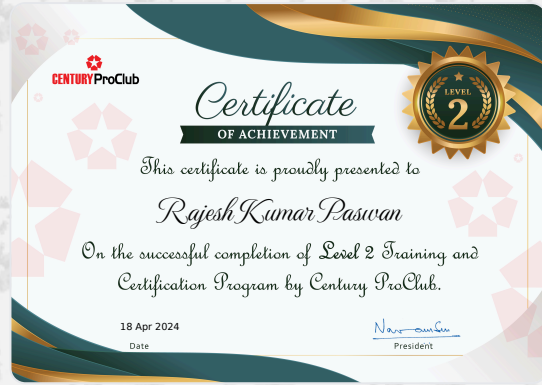 CENTURY ProClub
Certificate
OF ACHIEVEMENT
LEVEL
2
This certificate is proudly presented to
Rajesh Kumar Paswan
On the successful completion of Level 2 Training and
Certification Program by Century ProClub.
18 Apr 2024
Date
President